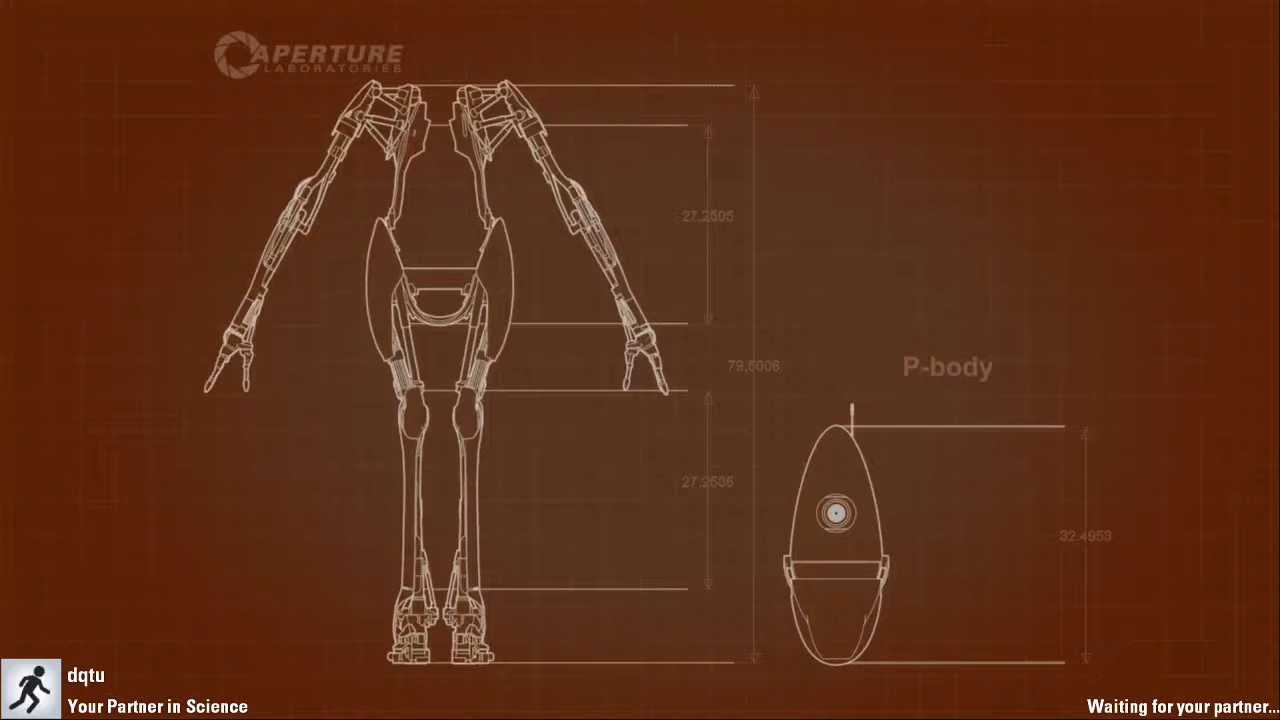 APERTURE
LABORATORIES
27.2505
79.5006
P-body
27.2505
32.4953
dqtu
Your Partner in Science
Waiting for your partner...